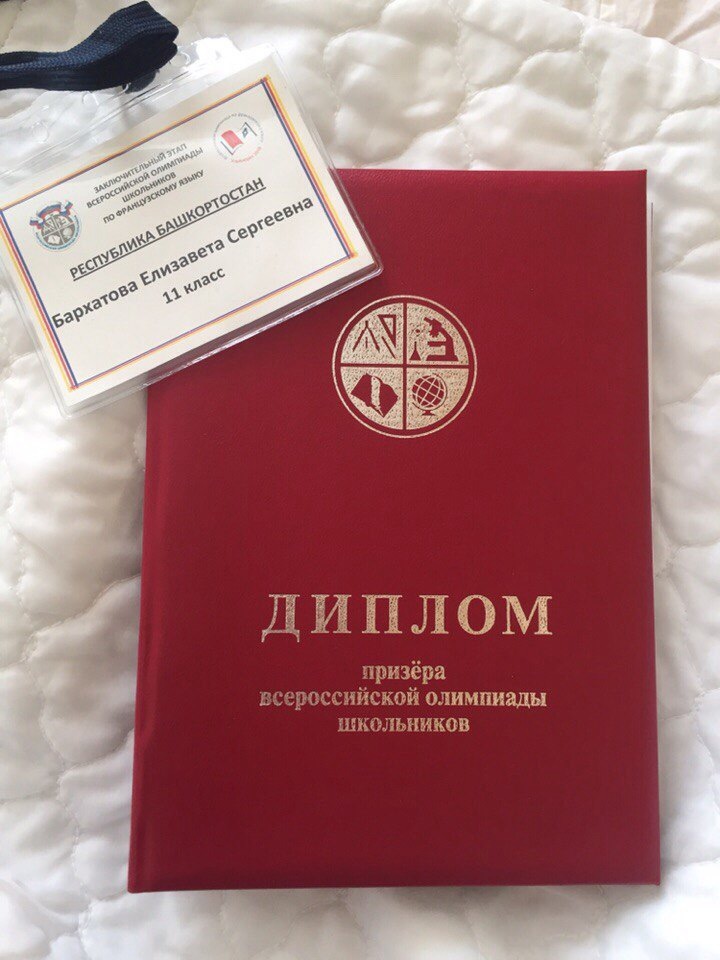 ЗАКЛЮЧИТЕЛЬНЫЙ ЭТАП
ВСЕРОССИЙСКОЙ ОЛИМПИАДЫ
ШКОЛЬНИКОВ
ПО ФРАНЦУЗСКОМУ ЯЗЫКУ
РЕСПУБЛИКА БАШКОРТОСТАН
Бархатова Елизавета Сергеевна
11 класс
ДИПЛОМ
призёра
всероссийской олимпиады
школьников